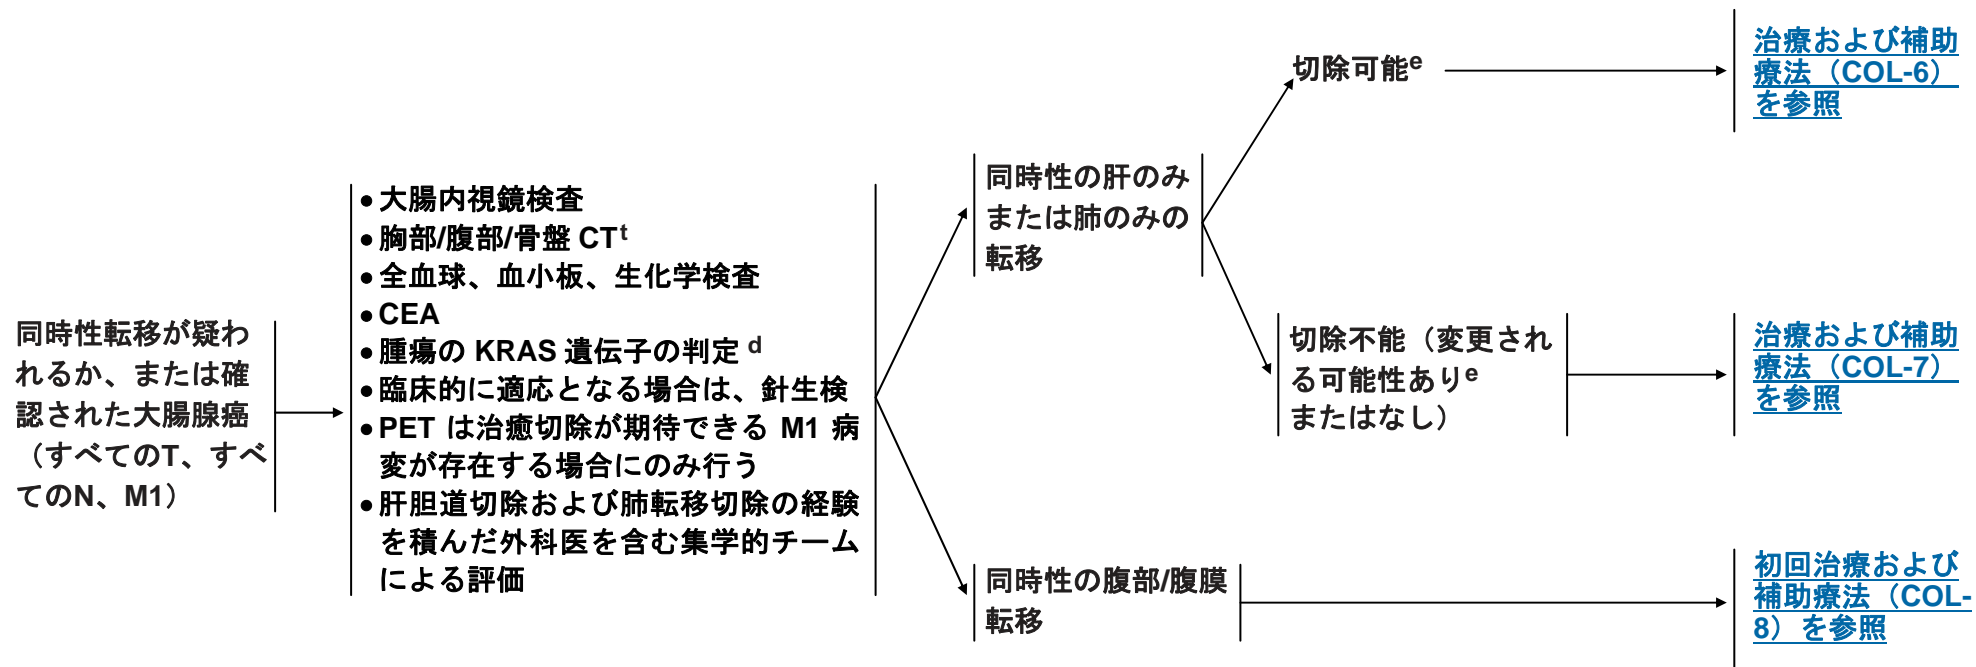 同時性転移が疑わ
れるか、または確
認された大腸腺癌
（すべてのT、すべ
てのN、M1）
●大腸内視鏡検査
●胸部/腹部/骨盤 CTt
●全血球、血小板、生化学検査
●CEA
●腫瘍の KRAS 遺伝子の判定 d
●臨床的に適応となる場合は、針生検
●PET は治癒切除が期待できる M1 病
変が存在する場合にのみ行う
●肝胆道切除および肺転移切除の経験
を積んだ外科医を含む集学的チーム
による評価
同時性の肝のみ
または肺のみの
転移
切除可能e
治療および補助
療法（COL-6）
を参照
切除不能（変更され
る可能性ありe
またはなし）
治療および補助
療法（COL-7）
を参照
同時性の腹部/腹膜
転移
初回治療および
補助療法（COL-
8）を参照